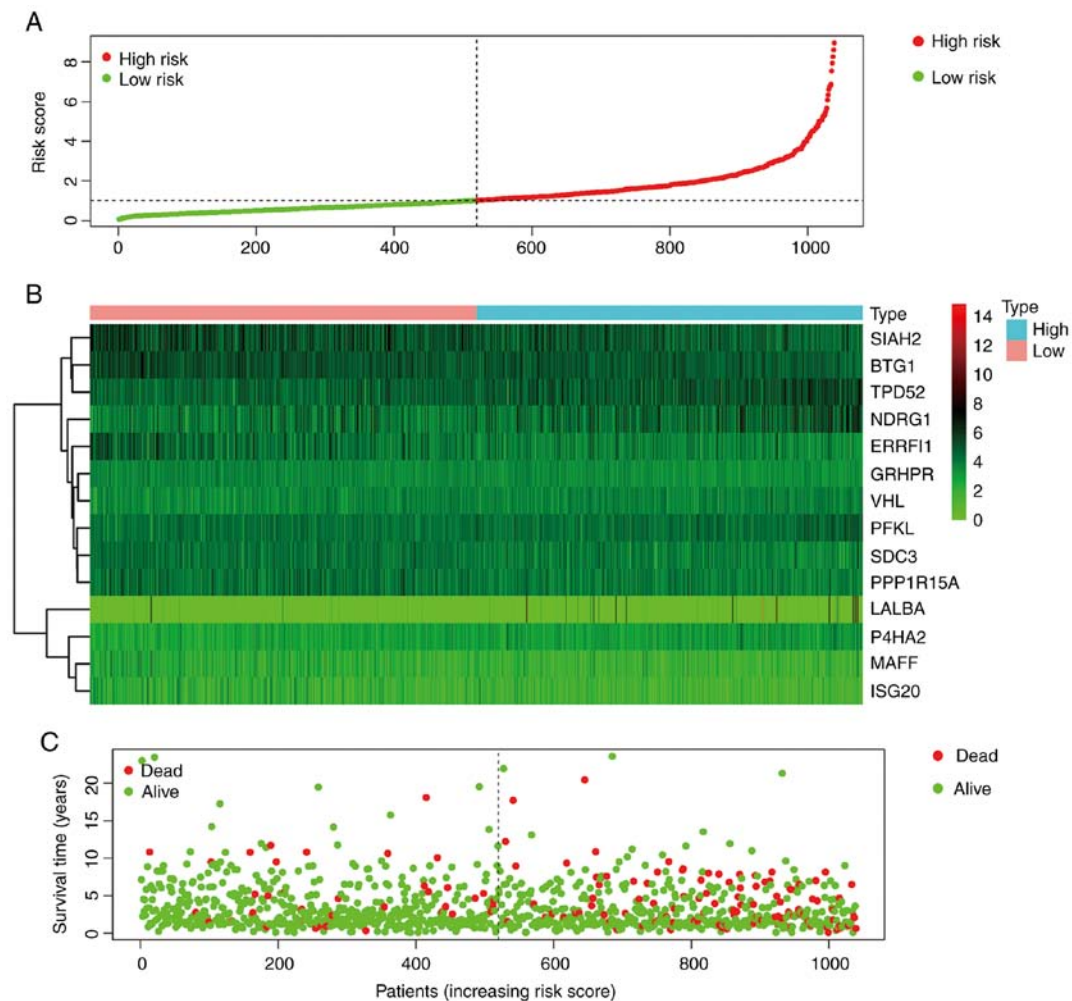 A
Risk score
8
6
4
2
0
High risk
Low risk
High risk
Low risk
0 200 400 600 800 1000
B
Type
SIAH2
BTG1
TPD52
NDRG1
ERRFI1
GRHPR
VHL
PFKL
SDC3
PPP1R15A
LALBA
P4HA2
MAFF
ISG20
14
12
10
8
6
4
2
0
Type
High
Low
C
Survival time (years)
20
15
10
5
0
Dead
Alive
Dead
Alive
0 200 400 600 800 1000
Patients (increasing risk score)